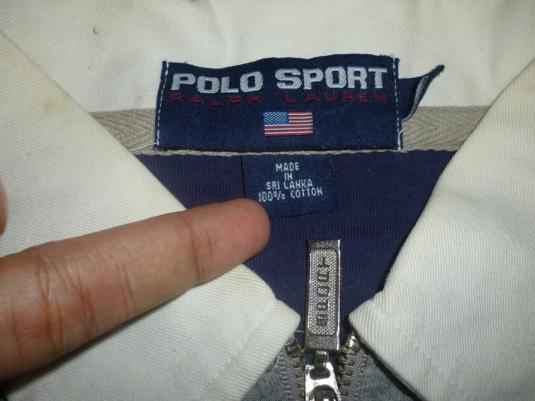 POLO SPORT
RALPH LAUREN
MADE
IN
SRI LANKA
100% COTTON